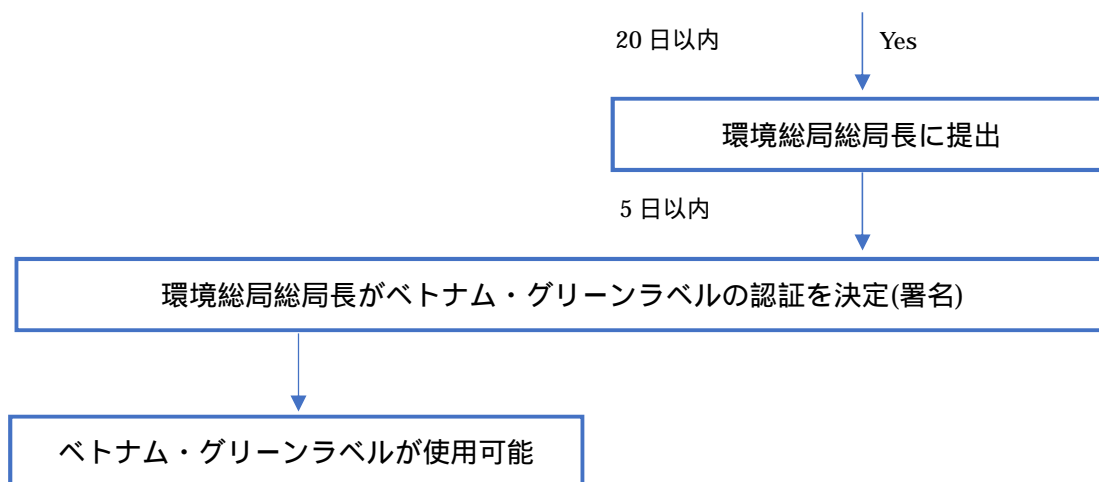 20 日以内
Yes
環境総局総局長に提出
5 日以内
環境総局総局長がベトナム・グリーンラベルの認証を決定(署名)
ベトナム・グリーンラベルが使用可能